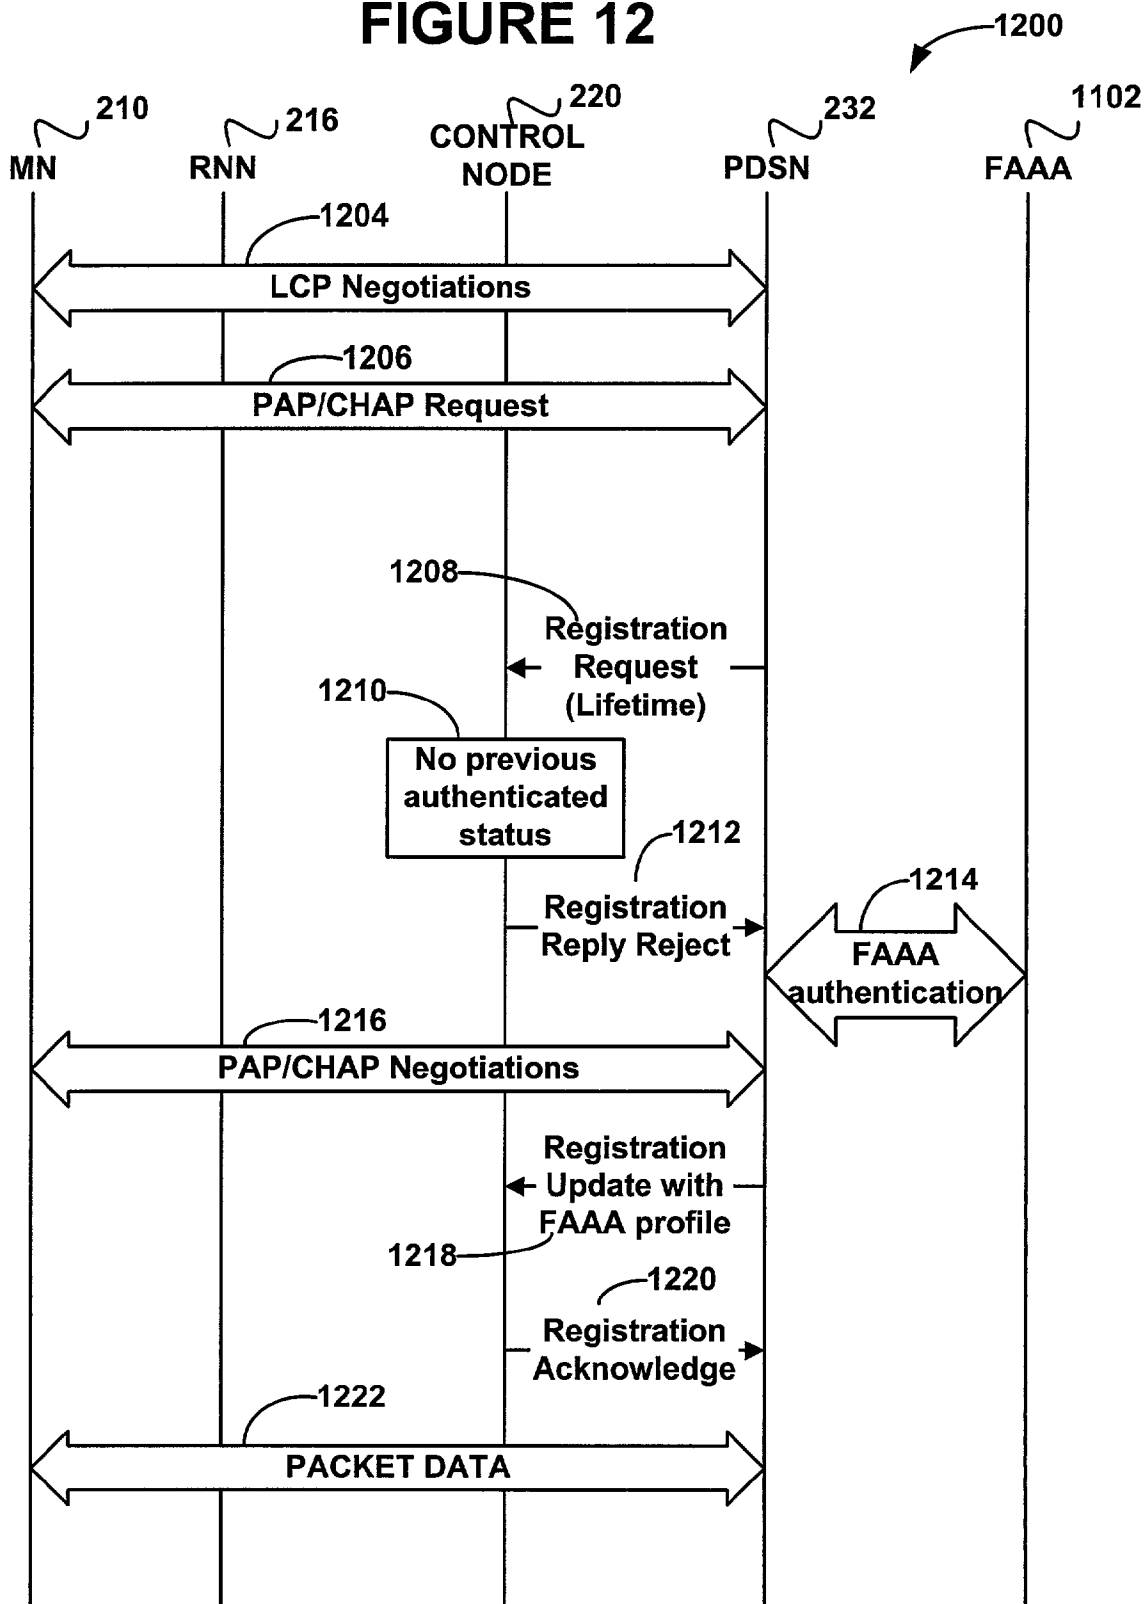 FIGURE 12
1200
210
216
220
232
1102
MN
RNN
CONTROL
NODE
PDSN
FAAA
1204
LCP Negotiations
1206
PAP/CHAP Request
1208
Registration
Request
(Lifetime)
1210
No previous
authenticated
status
1212
Registration
Reply Reject
1214
FAAA
authentication
1216
PAP/CHAP Negotiations
Registration
Update with
FAAA profile
1218
1220
Registration
Acknowledge
1222
PACKET DATA